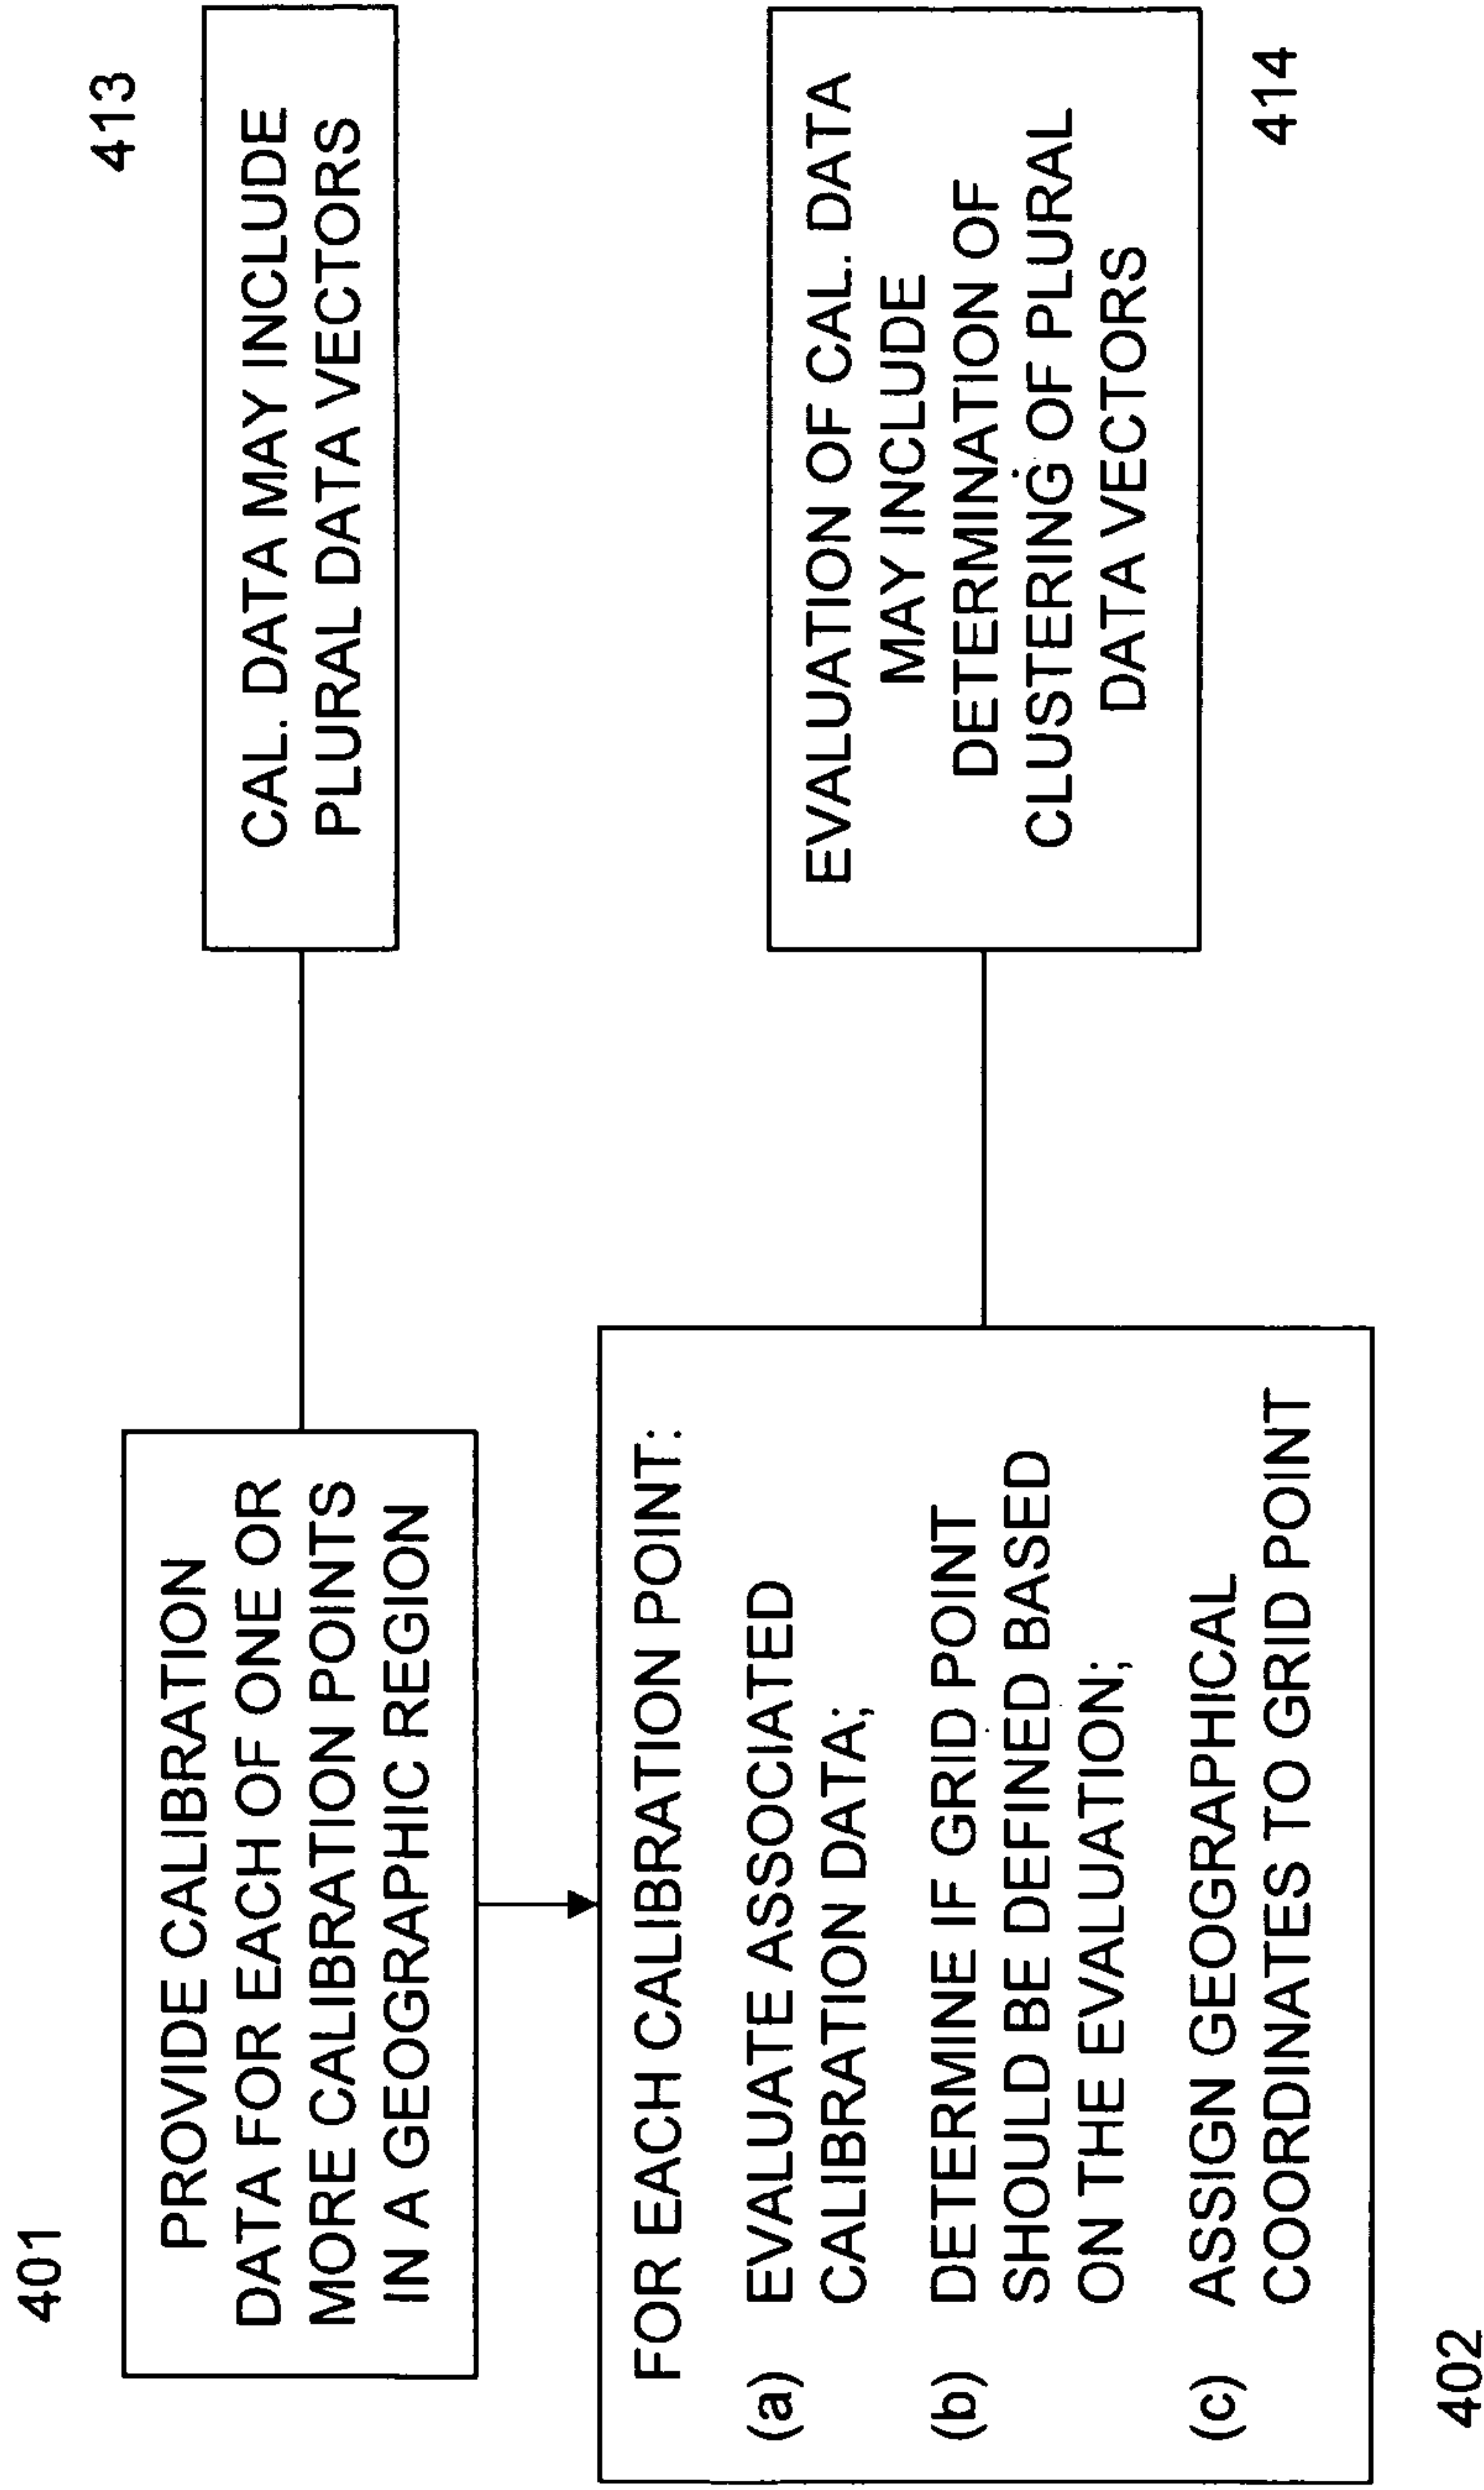 401
PROVIDE CALIBRATION
DATA FOR EACH OF ONE OR
MORE CALIBRATION POINTS
IN A GEOGRAPHIC REGION
413
CAL. DATA MAY INCLUDE
PLURAL DATA VECTORS
FOR EACH CALIBRATION POINT:
(a) EVALUATE ASSOCIATED
CALIBRATION DATA;
(b) DETERMINE IF GRID POINT
SHOULD BE DEFINED BASED
ON THE EVALUATION;
(c) ASSIGN GEOGRAPHICAL
COORDINATES TO GRID POINT
402
EVALUATION OF CAL. DATA
MAY INCLUDE
DETERMINATION OF
CLUSTERING OF PLURAL
DATA VECTORS
414